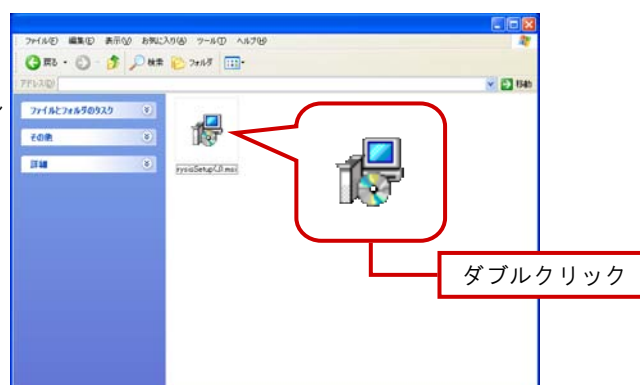 ファイル(F) 編集(E) 表示(V) お気に入り(A) ツール(T) ヘルプ(H)
戻る 検索 フォルダ
アドレス(D) 移動
ファイルとフォルダのタスク
その他
詳細
ダブルクリック